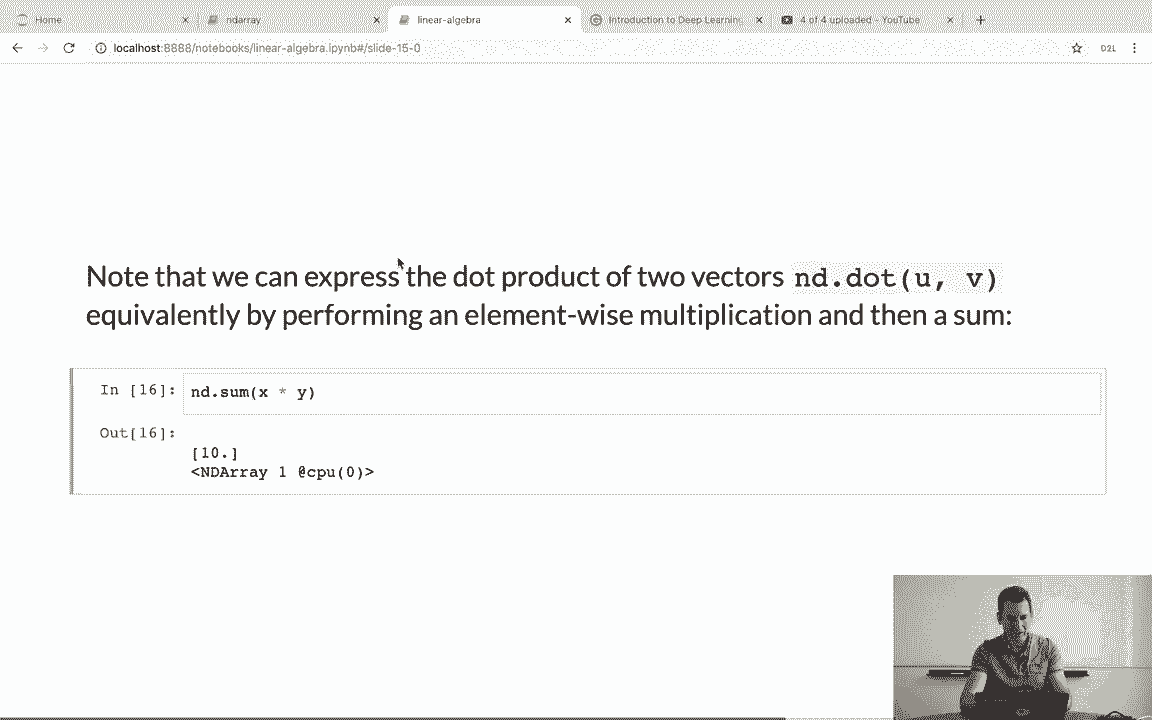 Home
ndarray
linear-algebra
Introduction to Deep Learning
4 of 4 uploaded - YouTube
localhost:8888/notebooks/linear-algebra.ipynb#/slide-15-0
D2L
Note that we can express the dot product of two vectors nd.dot(u, v)
equivalently by performing an element-wise multiplication and then a sum:
In [16]: nd.sum(x * y)
Out[16]:
[10.]
<NDArray 1 @cpu(0)>